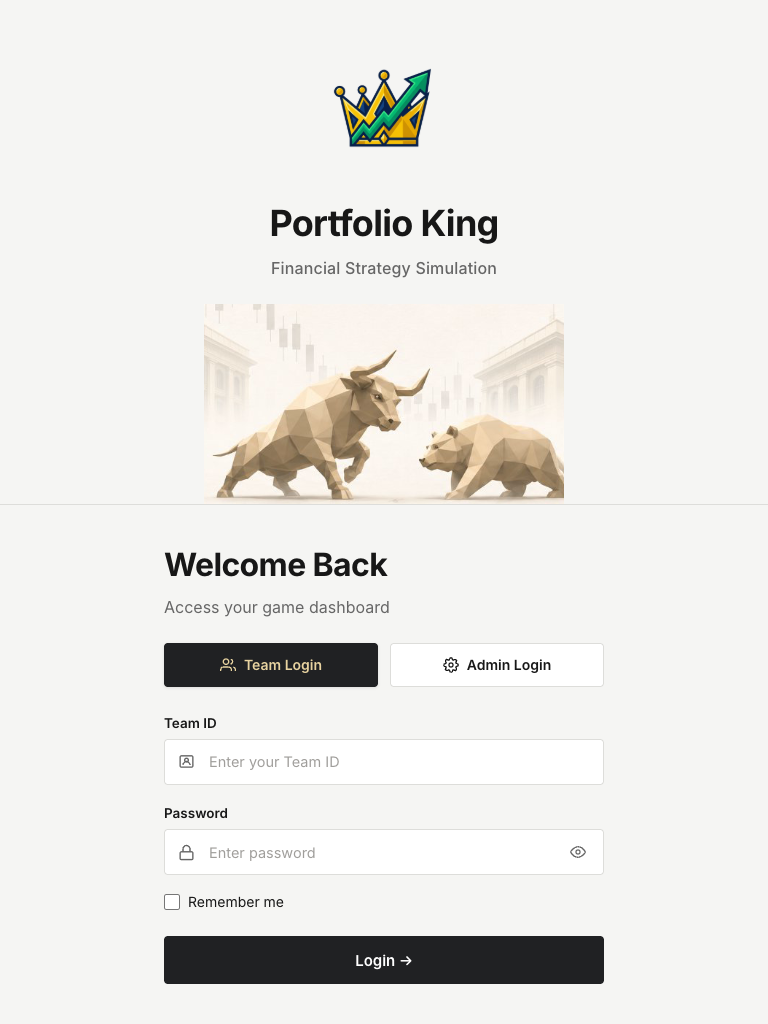 Portfolio King
Financial Strategy Simulation
Welcome Back
Access your game dashboard
Team Login
Admin Login
Team ID
Enter your Team ID
Password
Enter password
Remember me
Login →